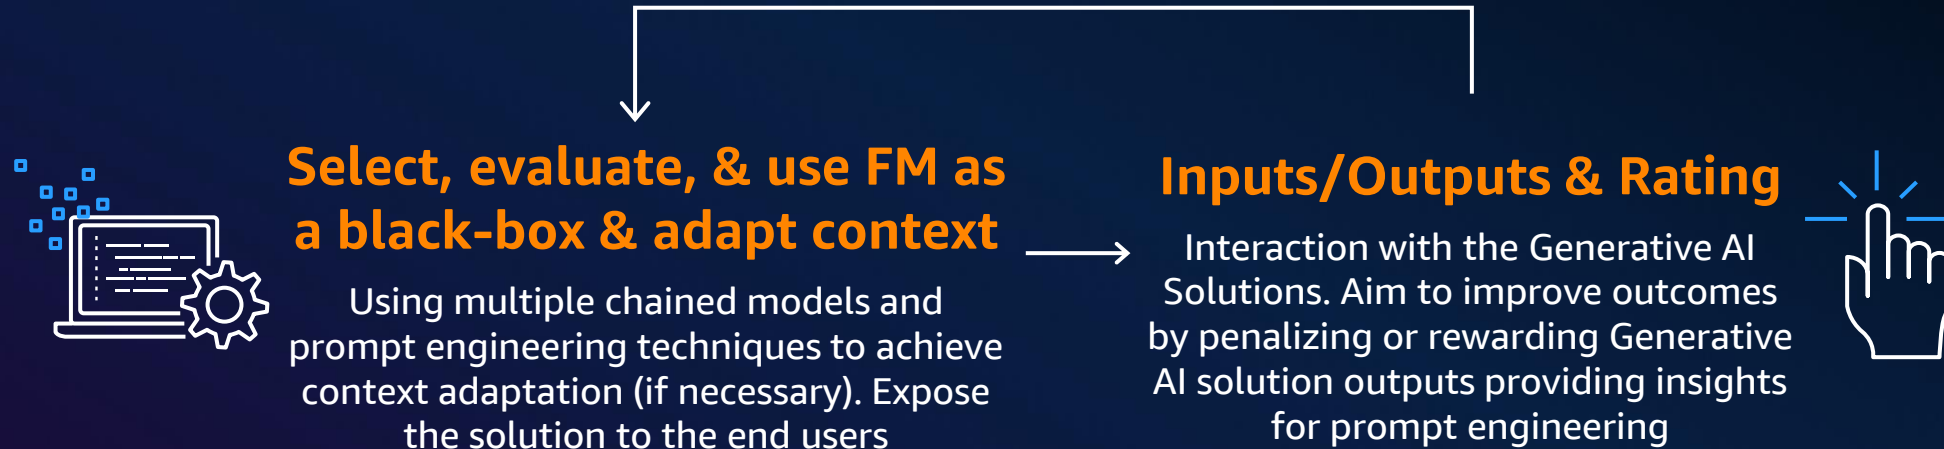 Select, evaluate, & use FM as
a black-box & adapt context
Using multiple chained models and
prompt engineering techniques to achieve
context adaptation (if necessary). Expose
the solution to the end users
Inputs/Outputs & Rating
Interaction with the Generative AI
Solutions. Aim to improve outcomes
by penalizing or rewarding Generative
AI solution outputs providing insights
for prompt engineering